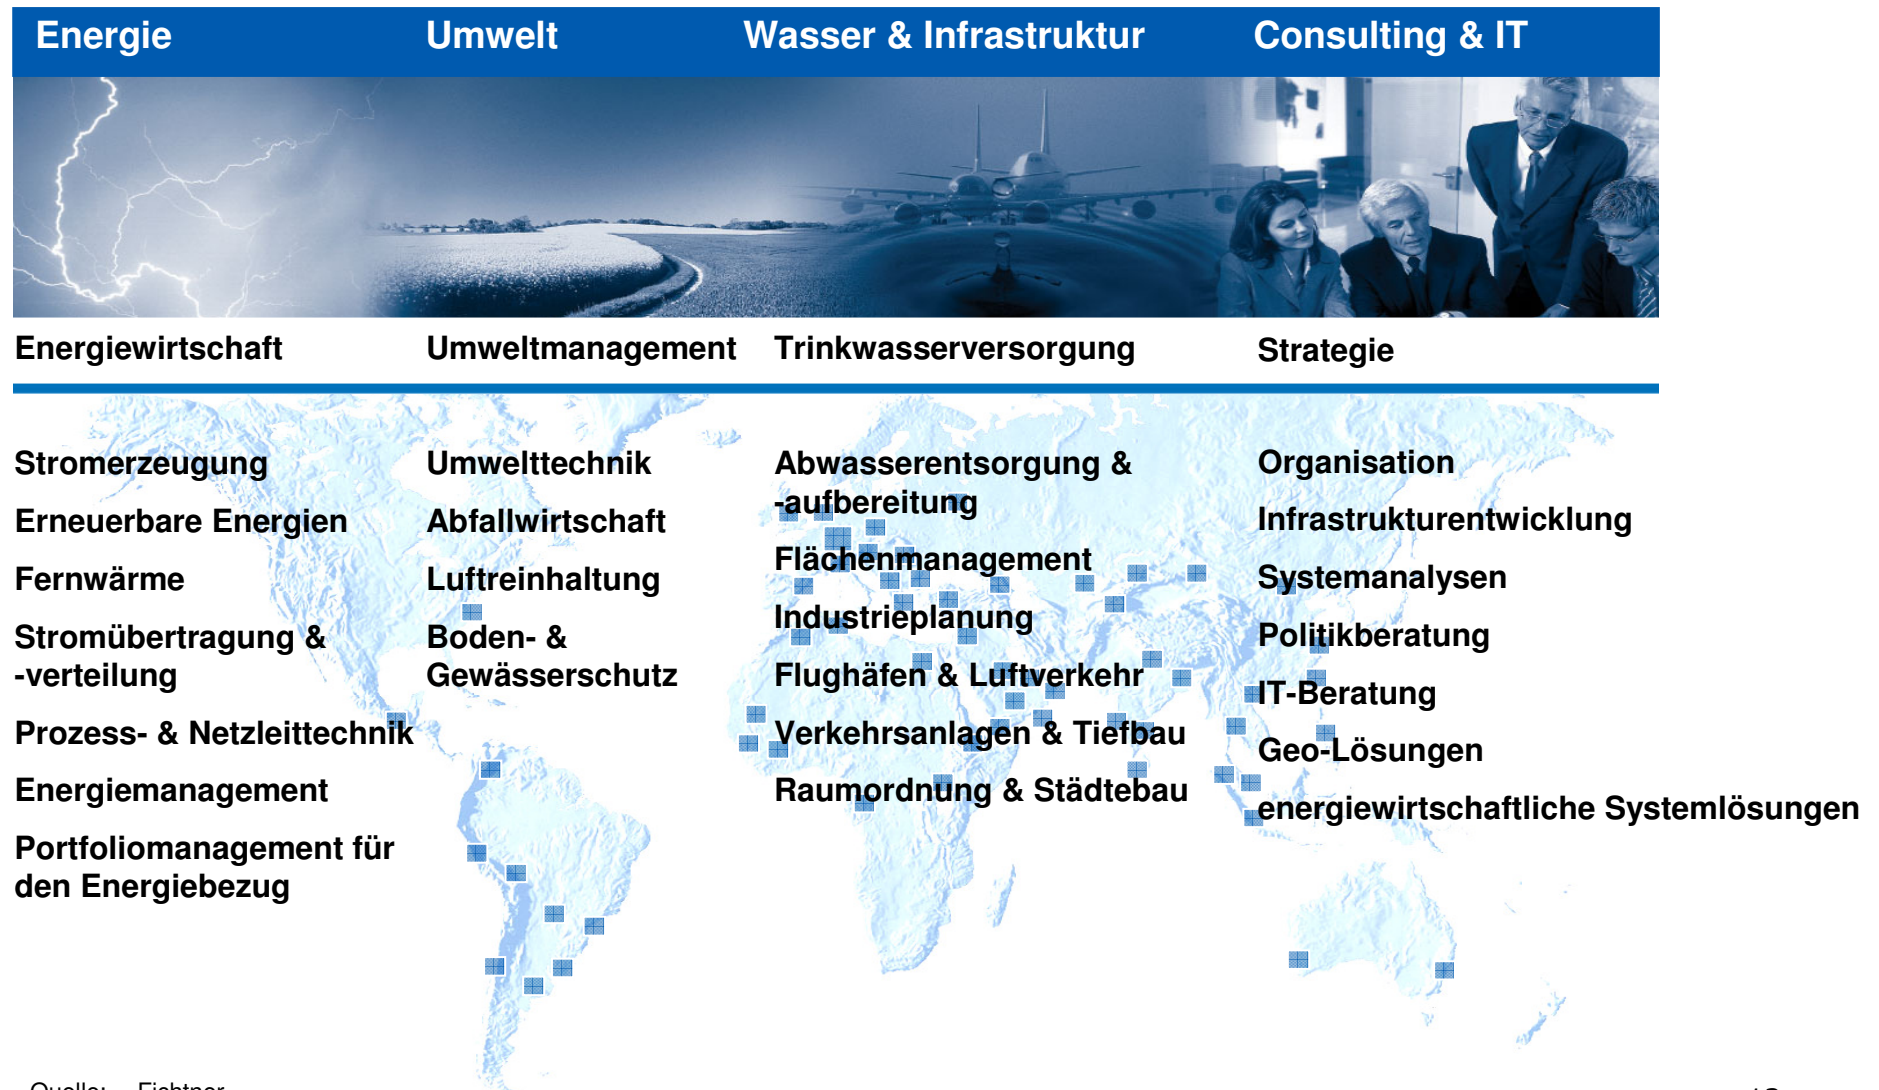 Energie
Umwelt
Wasser & Infrastruktur
Consulting & IT
Energiewirtschaft
Umweltmanagement
Trinkwasserversorgung
Strategie
Stromerzeugung
Erneuerbare Energien
Fernwärme
Stromübertragung &
-verteilung
Prozess- & Netzleittechnik
Energiemanagement
Portfoliomanagement für
den Energiebezug
Umwelttechnik
Abfallwirtschaft
Luftreinhaltung
Boden- &
Gewässerschutz
Abwasserentsorgung &
-aufbereitung
Flächenmanagement
Industrieplanung
Flughäfen & Luftverkehr
Verkehrsanlagen & Tiefbau
Raumordnung & Städtebau
Organisation
Infrastrukturentwicklung
Systemanalysen
Politikberatung
IT-Beratung
Geo-Lösungen
energiewirtschaftliche Systemlösungen
Quelle: Fichtner